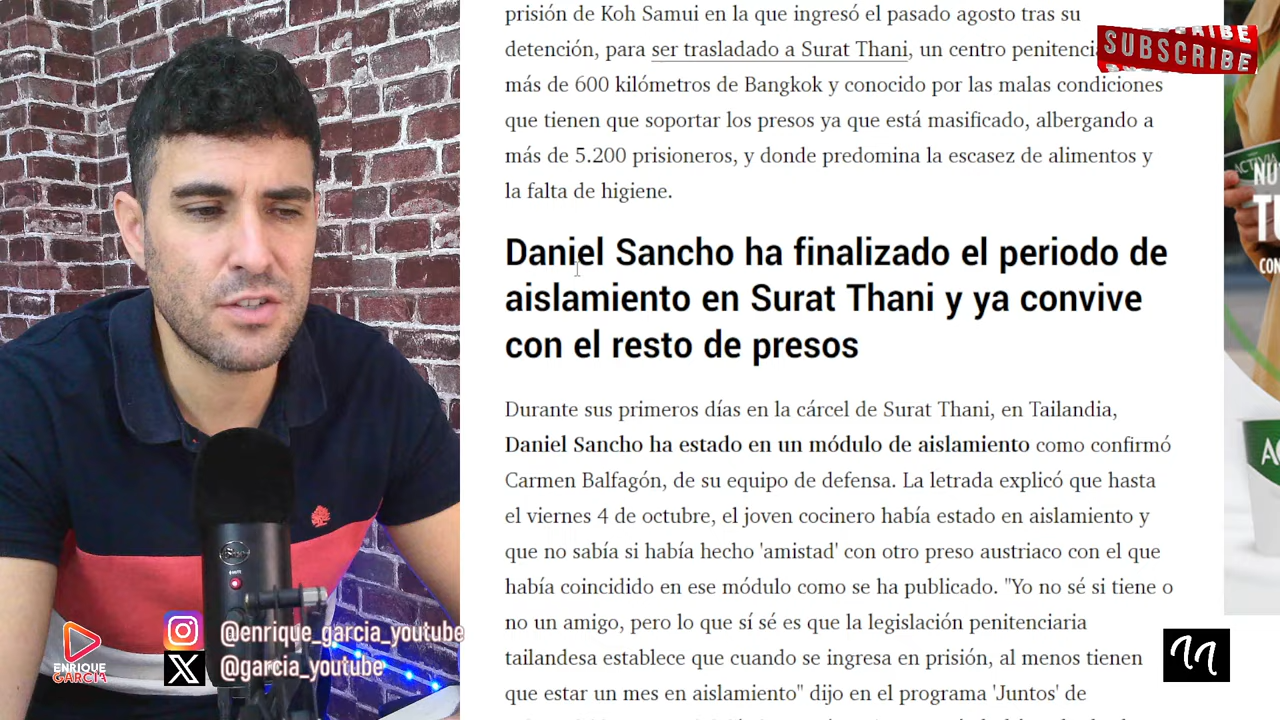 prisión de Koh Samui en la que ingresó el pasado agosto tras su
detención, para ser trasladado a Surat Thani, un centro
más de 600 kilómetros de Bangkok y conocido por las malas condiciones
que tienen que soportar los presos ya que está masificado, albergando a
más de 5.200 prisioneros, y donde predomina la escasez de alimentos y
la falta de higiene.
Daniel Sancho ha finalizado el periodo de
aislamiento en Surat Thani y ya convive
con el resto de presos
Durante sus primeros días en la cárcel de Surat Thani, en Tailandia,
Daniel Sancho ha estado en un módulo de aislamiento como confirmó
Carmen Balfagón, de su equipo de defensa. La letrada explicó que hasta
el viernes 4 de octubre, el joven cocinero había estado en aislamiento y
que no sabía si había hecho 'amistad' con otro preso austriaco con el que
había coincidido en ese módulo como se ha publicado. "Yo no sé si tiene o
no un amigo, pero lo que sí sé es que la legislación penitenciaria
tailandesa establece que cuando se ingresa en prisión, al menos tienen
que estar un mes en aislamiento" dijo en el programa 'Juntos' de
SUBSCRIBE
ACTIVIA
ENRIQUE
GARCIA
@enrique_garcia_youtube
@garcia_youtube